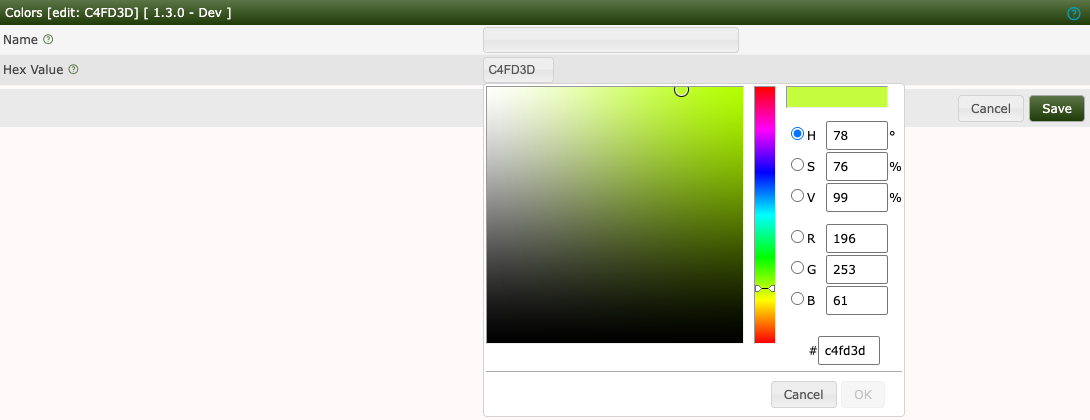 Colors [edit: C4FD3D] [ 1.3.0 - Dev ] ?
Name ?
Hex Value ? C4FD3D
Cancel Save
H 78 °
S 76 %
V 99 %
R 196
G 253
B 61
# c4fd3d
Cancel OK